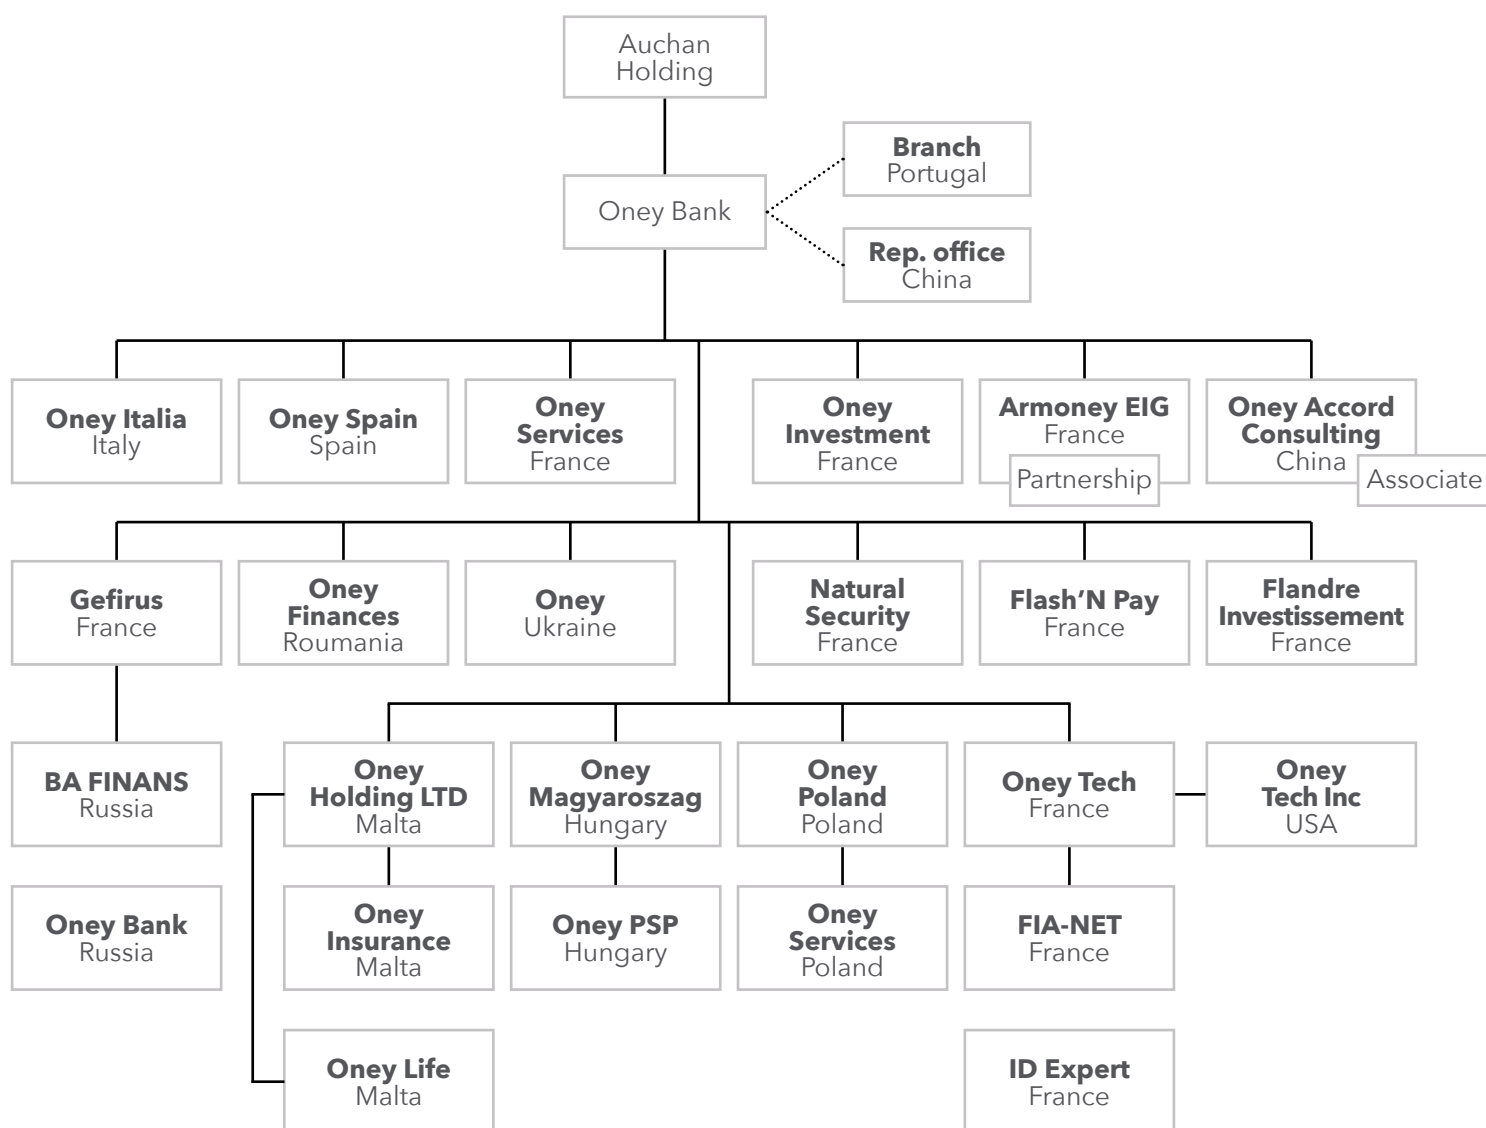 Auchan
Holding
Branch
Portugal
Oney Bank
Rep. office
China
Oney Italia
Italy
Oney Spain
Spain
Oney
Services
France
Oney
Investment
France
Armoney EIG
France
Partnership
Oney Accord
Consulting
China
Associate
Gefirus
France
Oney
Finances
Roumania
Oney
Ukraine
Natural
Security
France
Flash'N Pay
France
Flandre
Investissement
France
BA FINANS
Russia
Oney
Holding LTD
Malta
Oney
Magyaroszag
Hungary
Oney
Poland
Poland
Oney Tech
France
Oney
Tech Inc
USA
Oney Bank
Russia
Oney
Insurance
Malta
Oney PSP
Hungary
Oney
Services
Poland
FIA-NET
France
Oney Life
Malta
ID Expert
France